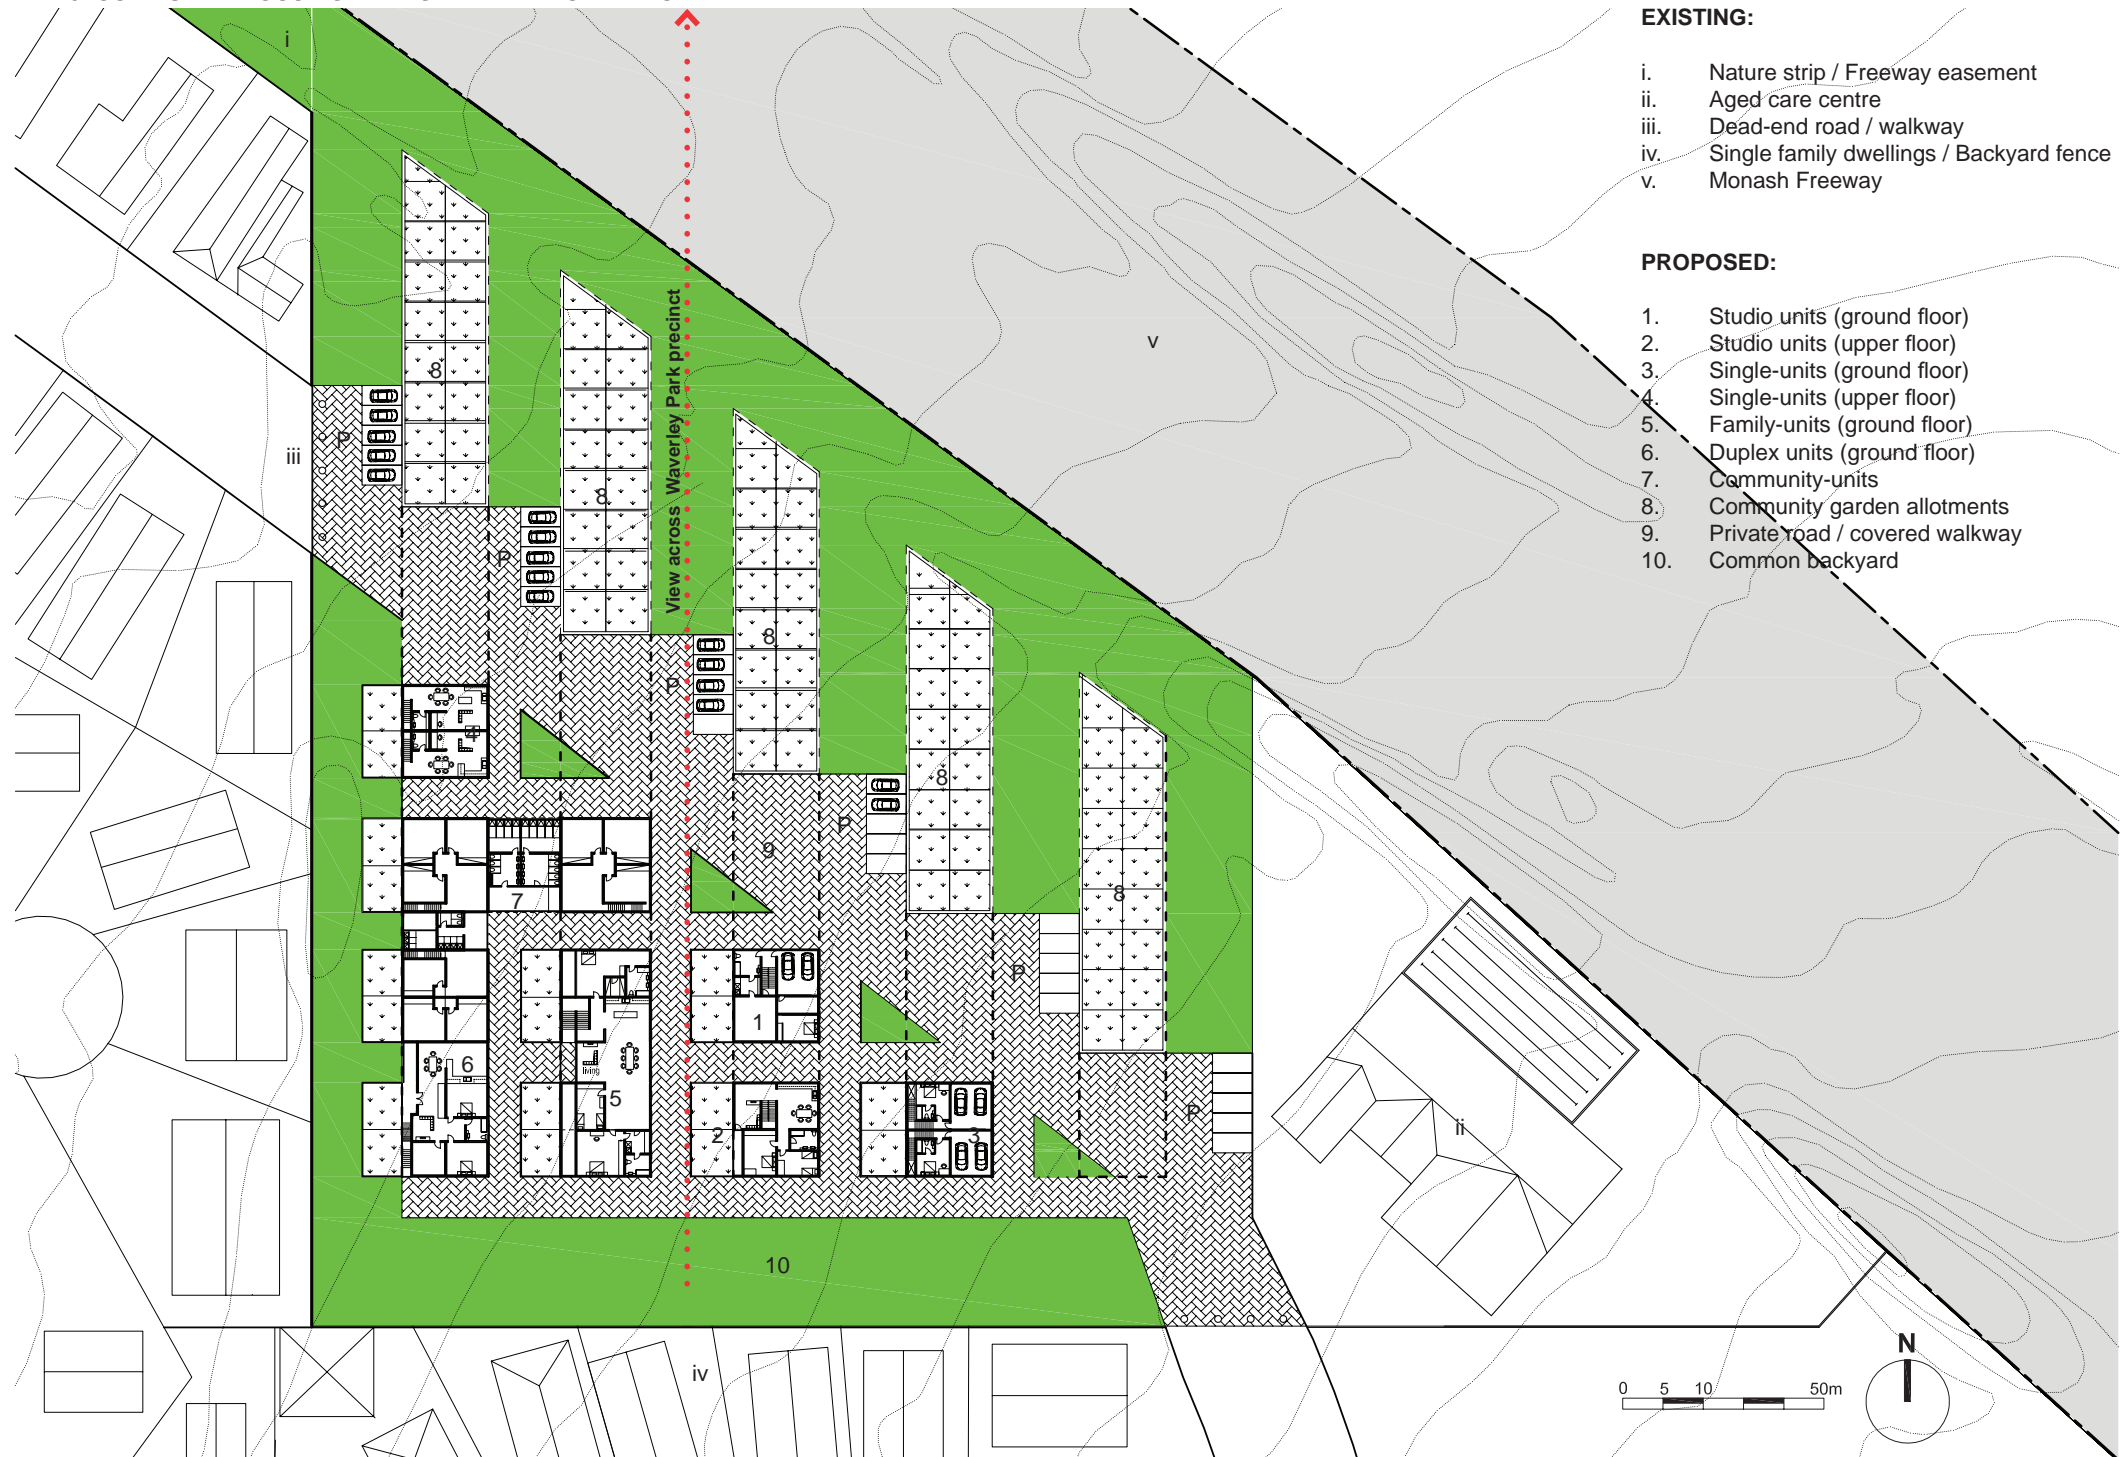 EXISTING:
i. Nature strip / Freeway easement
ii. Aged care centre
iii. Dead-end road / walkway
iv. Single family dwellings / Backyard fence
v. Monash Freeway
PROPOSED:
1. Studio units (ground floor)
2. Studio units (upper floor)
3. Single-units (ground floor)
4. Single-units (upper floor)
5. Family-units (ground floor)
6. Duplex units (ground floor)
7. Community-units
8. Community garden allotments
9. Private road / covered walkway
10. Common backyard
i
View across Waverley Park precinct
v
8
P
iii
8
P
8
P
4
8
P
9
7
8
P
1
6
living
5
2
3
P
ii
10
iv
N
0 5 10 50m